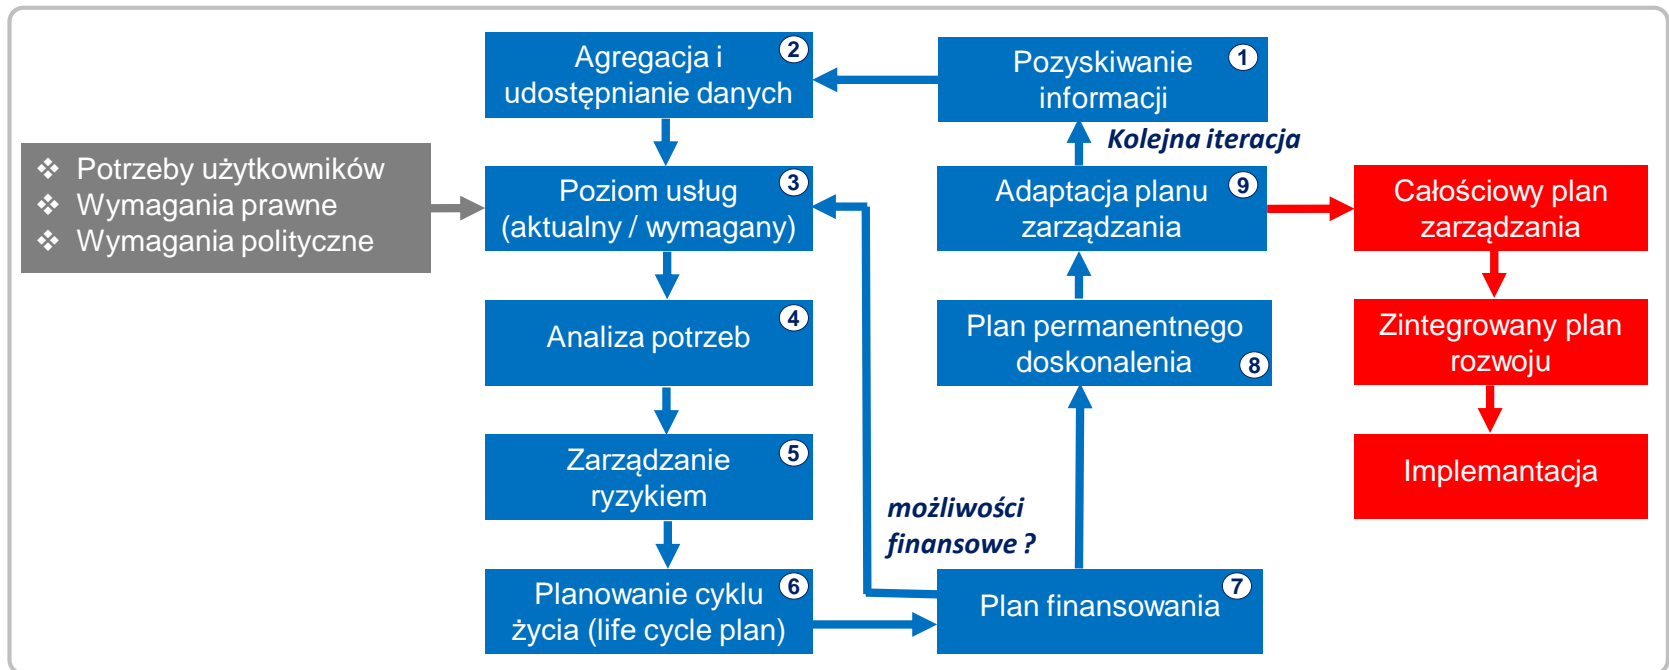 Agregacja i
udostępnianie danych
2
Pozyskiwanie
informacji
1
Kolejna iteracja
❖ Potrzeby użytkowników
❖ Wymagania prawne
❖ Wymagania polityczne
Poziom usług
(aktualny / wymagany)
3
Adaptacja planu
zarządzania
9
Całościowy plan
zarządzania
Analiza potrzeb
4
Plan permanentnego
doskonalenia
8
Zintegrowany plan
rozwoju
Zarządzanie
ryzykiem
5
możliwości
finansowe ?
Implemantacja
Planowanie cyklu
życia (life cycle plan)
6
Plan finansowania
7